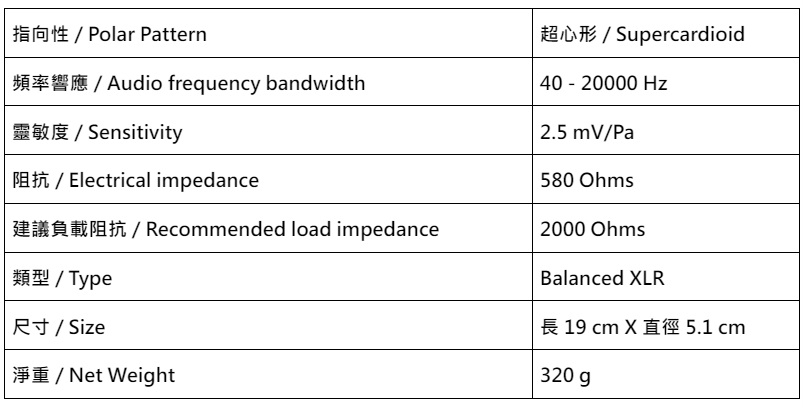 指向性 / Polar Pattern
超心形 / Supercardioid
頻率響應 / Audio frequency bandwidth
40 - 20000 Hz
靈敏度 / Sensitivity
2.5 mV/Pa
阻抗 / Electrical impedance
580 Ohms
建議負載阻抗 / Recommended load impedance
2000 Ohms
類型 / Type
Balanced XLR
尺寸 / Size
長 19 cm X 直徑 5.1 cm
淨重 / Net Weight
320 g